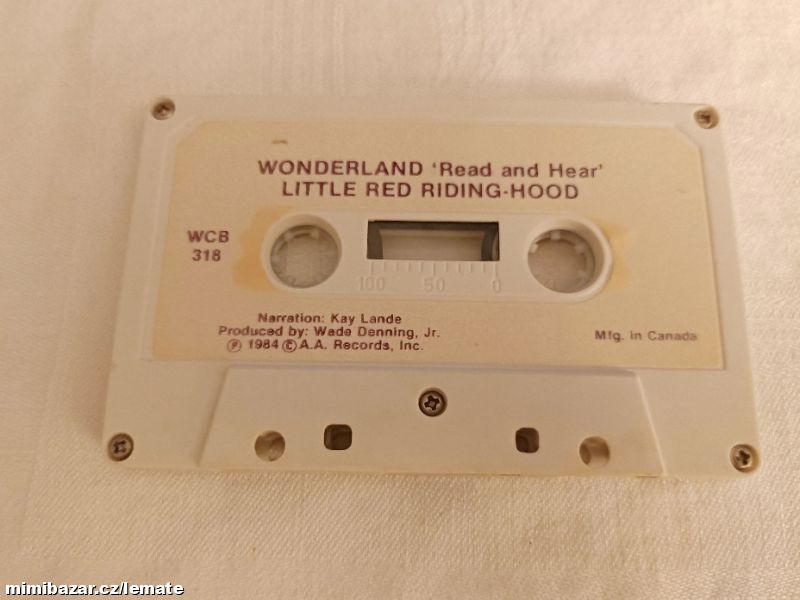 WONDERLAND 'Read and Hear'
LITTLE RED RIDING-HOOD
WCB
318
100 50 0
Narration: Kay Lande
Produced by: Wade Denning, Jr.
Ⓟ 1984 © A.A. Records, Inc.
Mfg. in Canada
mimibazar.cz/lemate